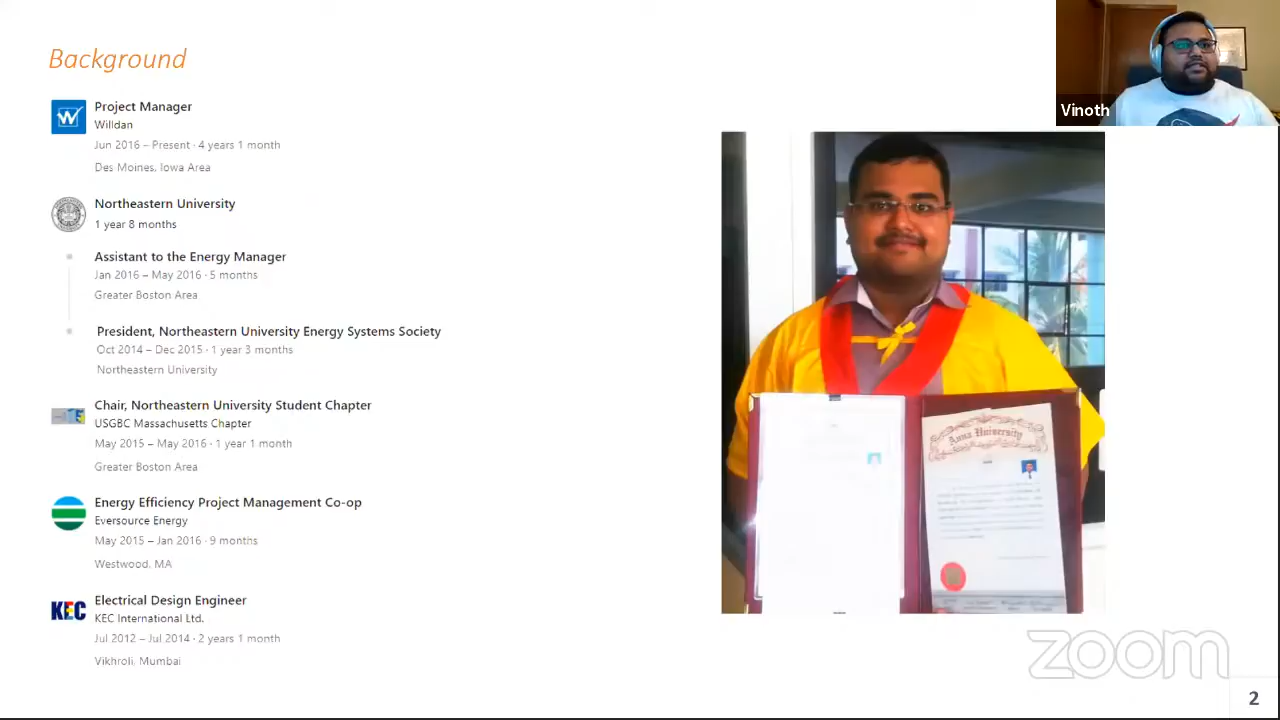 Background
Project Manager
Willdan
Jun 2016 – Present · 4 years 1 month
Des Moines, Iowa Area
Northeastern University
1 year 8 months
Assistant to the Energy Manager
Jan 2016 – May 2016 · 5 months
Greater Boston Area
President, Northeastern University Energy Systems Society
Oct 2014 – Dec 2015 · 1 year 3 months
Northeastern University
Chair, Northeastern University Student Chapter
USGBC Massachusetts Chapter
May 2015 – May 2016 · 1 year 1 month
Greater Boston Area
Energy Efficiency Project Management Co-op
Eversource Energy
May 2015 – Jan 2016 · 9 months
Westwood, MA
KEC
Electrical Design Engineer
KEC International Ltd.
Jul 2012 – Jul 2014 · 2 years 1 month
Vikhroli, Mumbai
Vinoth
Anna University
zoom
2